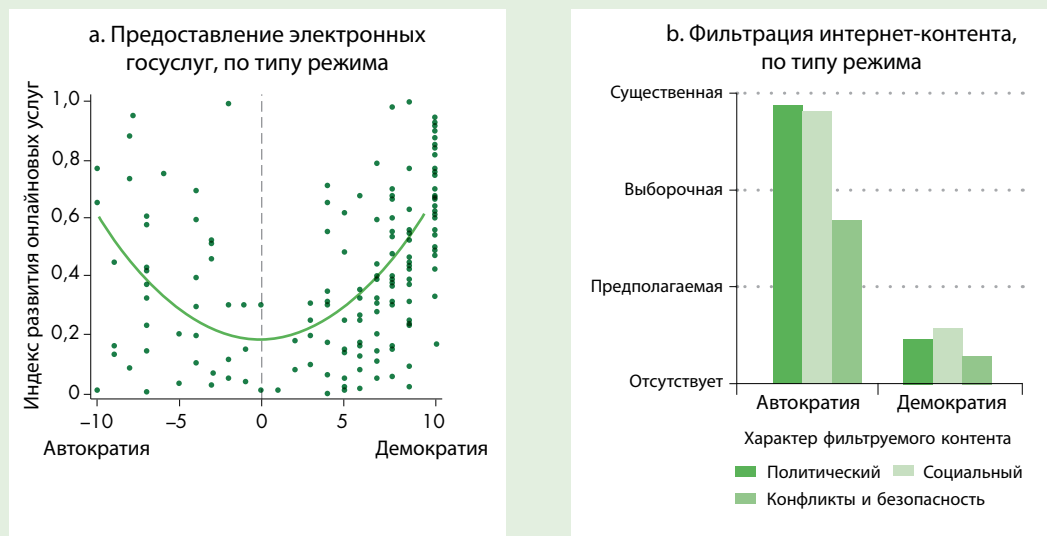 а. Предоставление электронных
госуслуг, по типу режима
Индекс развития онлайновых услуг
1,0
0,8
0,6
0,4
0,2
0
–10
–5
0
5
10
Автократия
Демократия
b. Фильтрация интернет-контента,
по типу режима
Существенная
Выборочная
Предполагаемая
Отсутствует
Автократия
Демократия
Характер фильтруемого контента
Политический
Социальный
Конфликты и безопасность